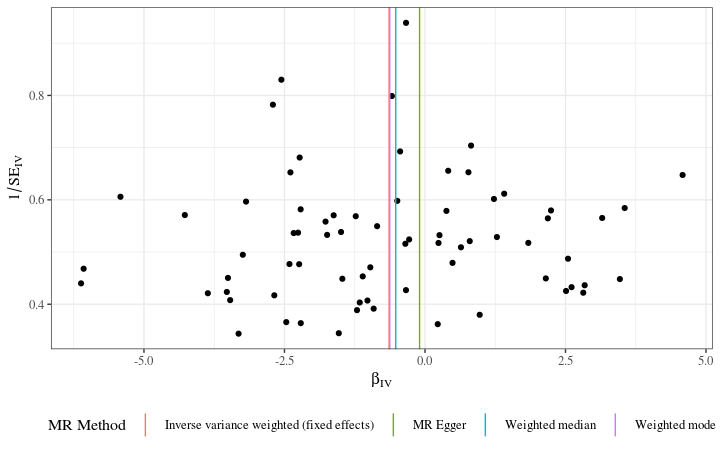 0.8
0.6
0.4
1/SE_IV
-5.0 -2.5 0.0 2.5 5.0
β_IV
MR Method Inverse variance weighted (fixed effects) MR Egger Weighted median Weighted mode